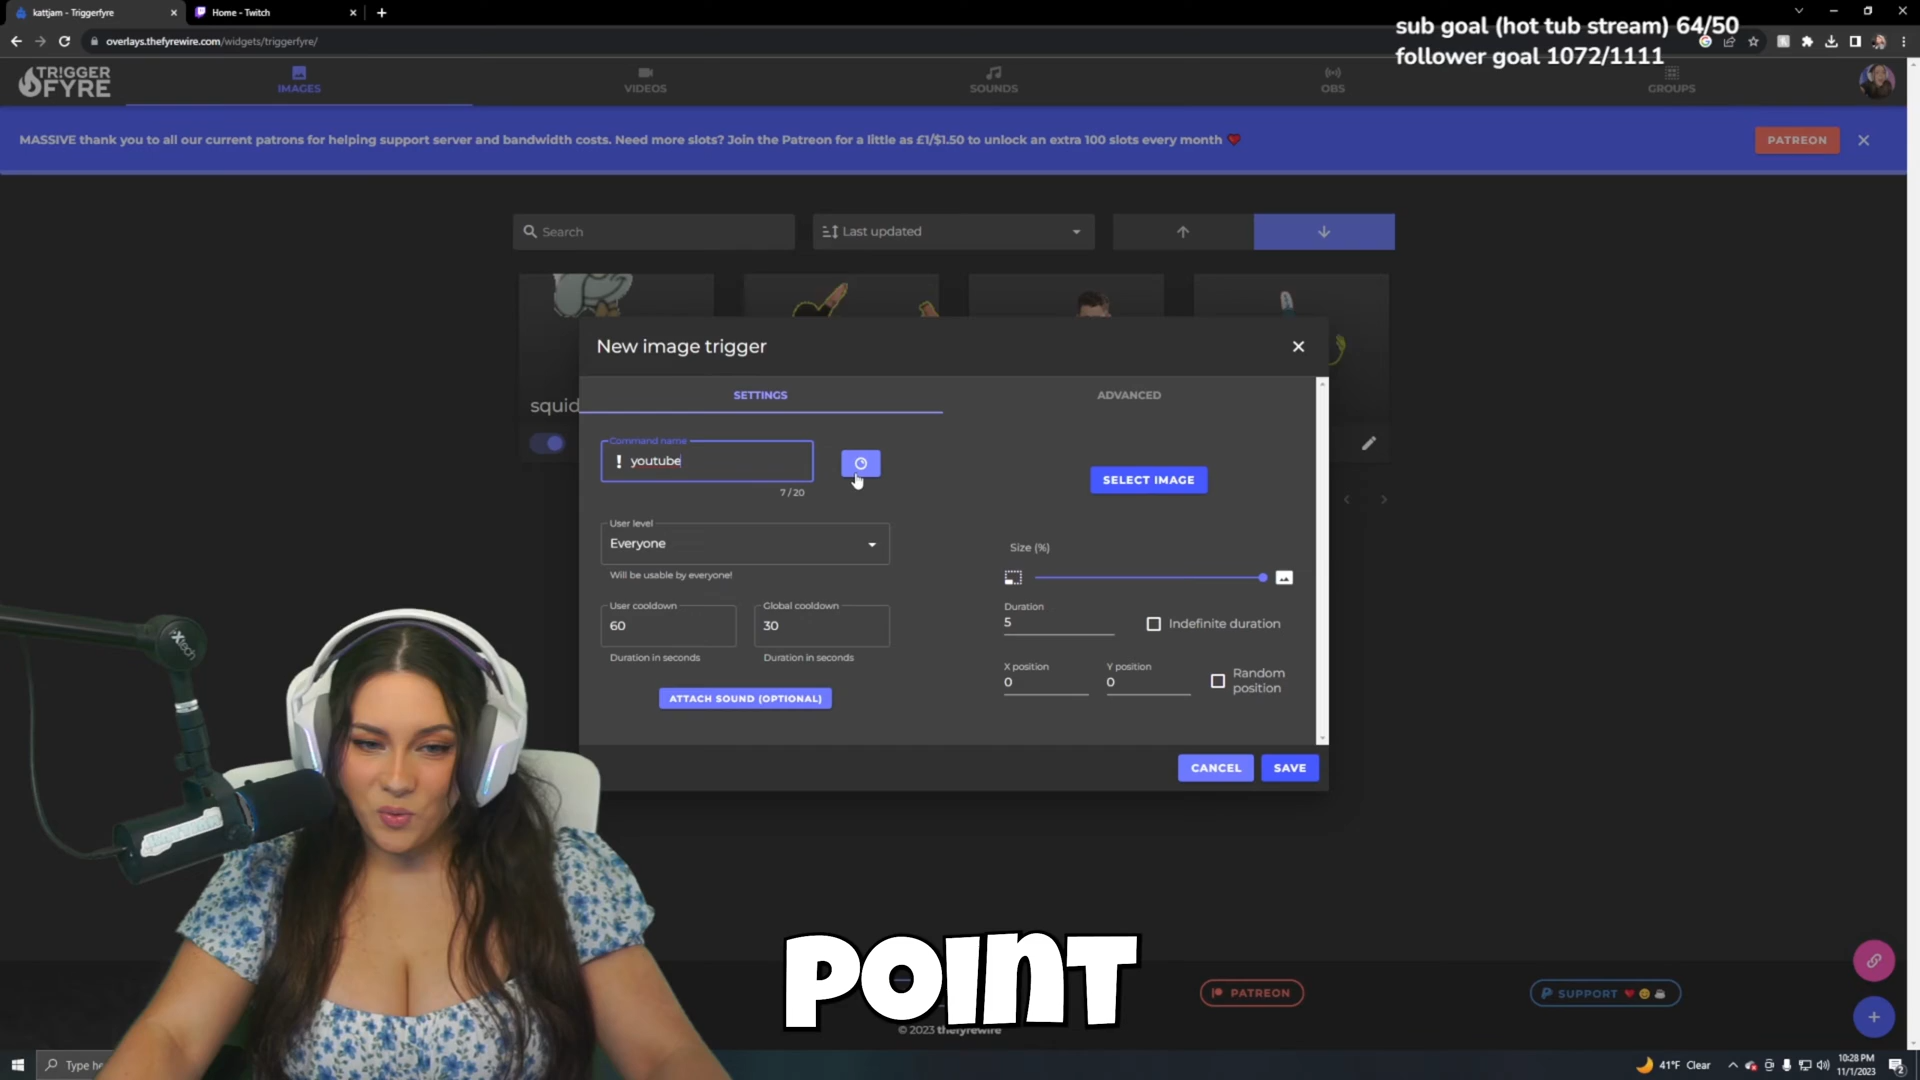 kattjam - Triggerfyre
Home - Twitch
overlays.thefyrewire.com/widgets/triggerfyre/
sub goal (hot tub stream) 64/50
follower goal 1072/1111
TRIGGER
FYRE
IMAGES
VIDEOS
SOUNDS
OBS
GROUPS
MASSIVE thank you to all our current patrons for helping support server and bandwidth costs. Need more slots? Join the Patreon for a little as £1/$1.50 to unlock an extra 100 slots every month
PATREON
Search
Last updated
squid
New image trigger
SETTINGS
ADVANCED
Command name
! youtube
7 / 20
SELECT IMAGE
User level
Everyone
Will be usable by everyone!
Size (%)
User cooldown
60
Duration in seconds
Global cooldown
30
Duration in seconds
Duration
5
Indefinite duration
X position
0
Y position
0
Random
position
ATTACH SOUND (OPTIONAL)
CANCEL
SAVE
POINT
PATREON
SUPPORT
© 2023 thefyrewire
Type he
41°F Clear
10:28 PM
11/1/2023
2